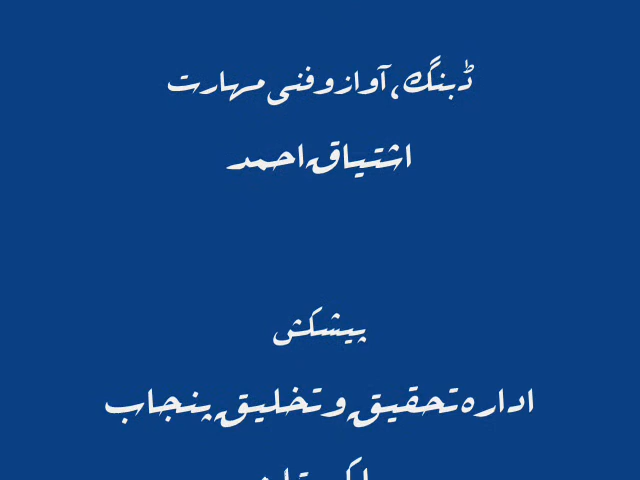 ڈبنگ، آواز و فنی مہارت
اشتیاق احمد
پیشکش
ادارہ تحقیق و تخلیق پنجاب